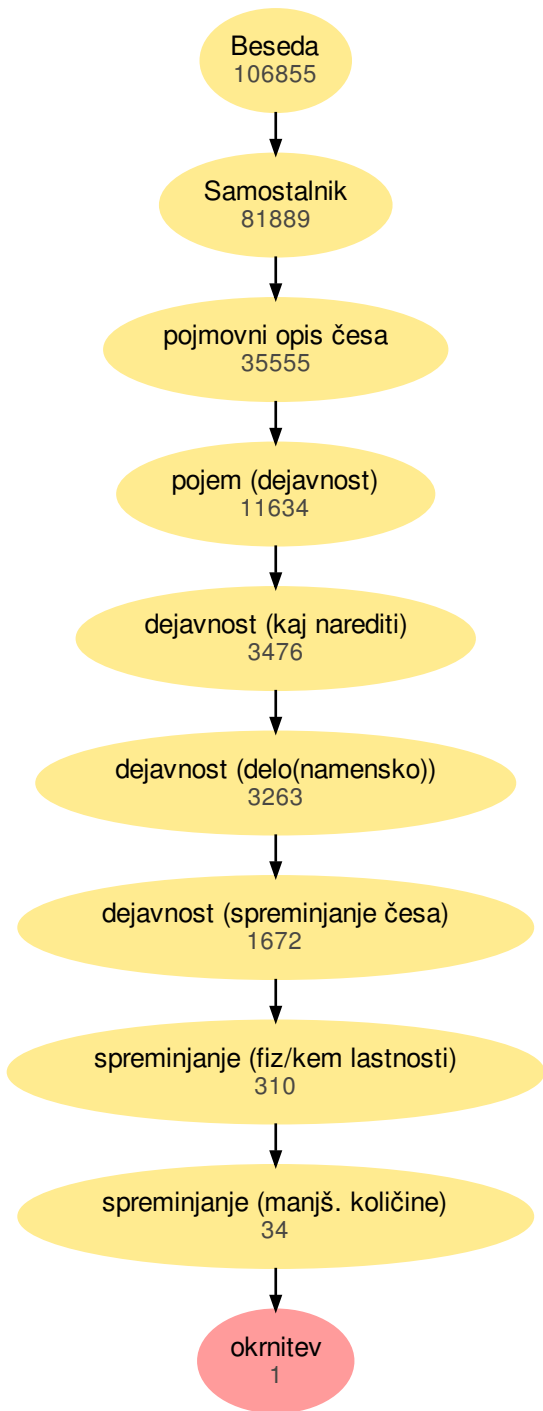 Beseda
106855
Samostalnik
81889
pojmovni opis česa
35555
pojem (dejavnost)
11634
dejavnost (kaj narediti)
3476
dejavnost (delo(namensko))
3263
dejavnost (spreminjanje česa)
1672
spreminjanje (fiz/kem lastnosti)
310
spreminjanje (manjš. količine)
34
okrnitev
1